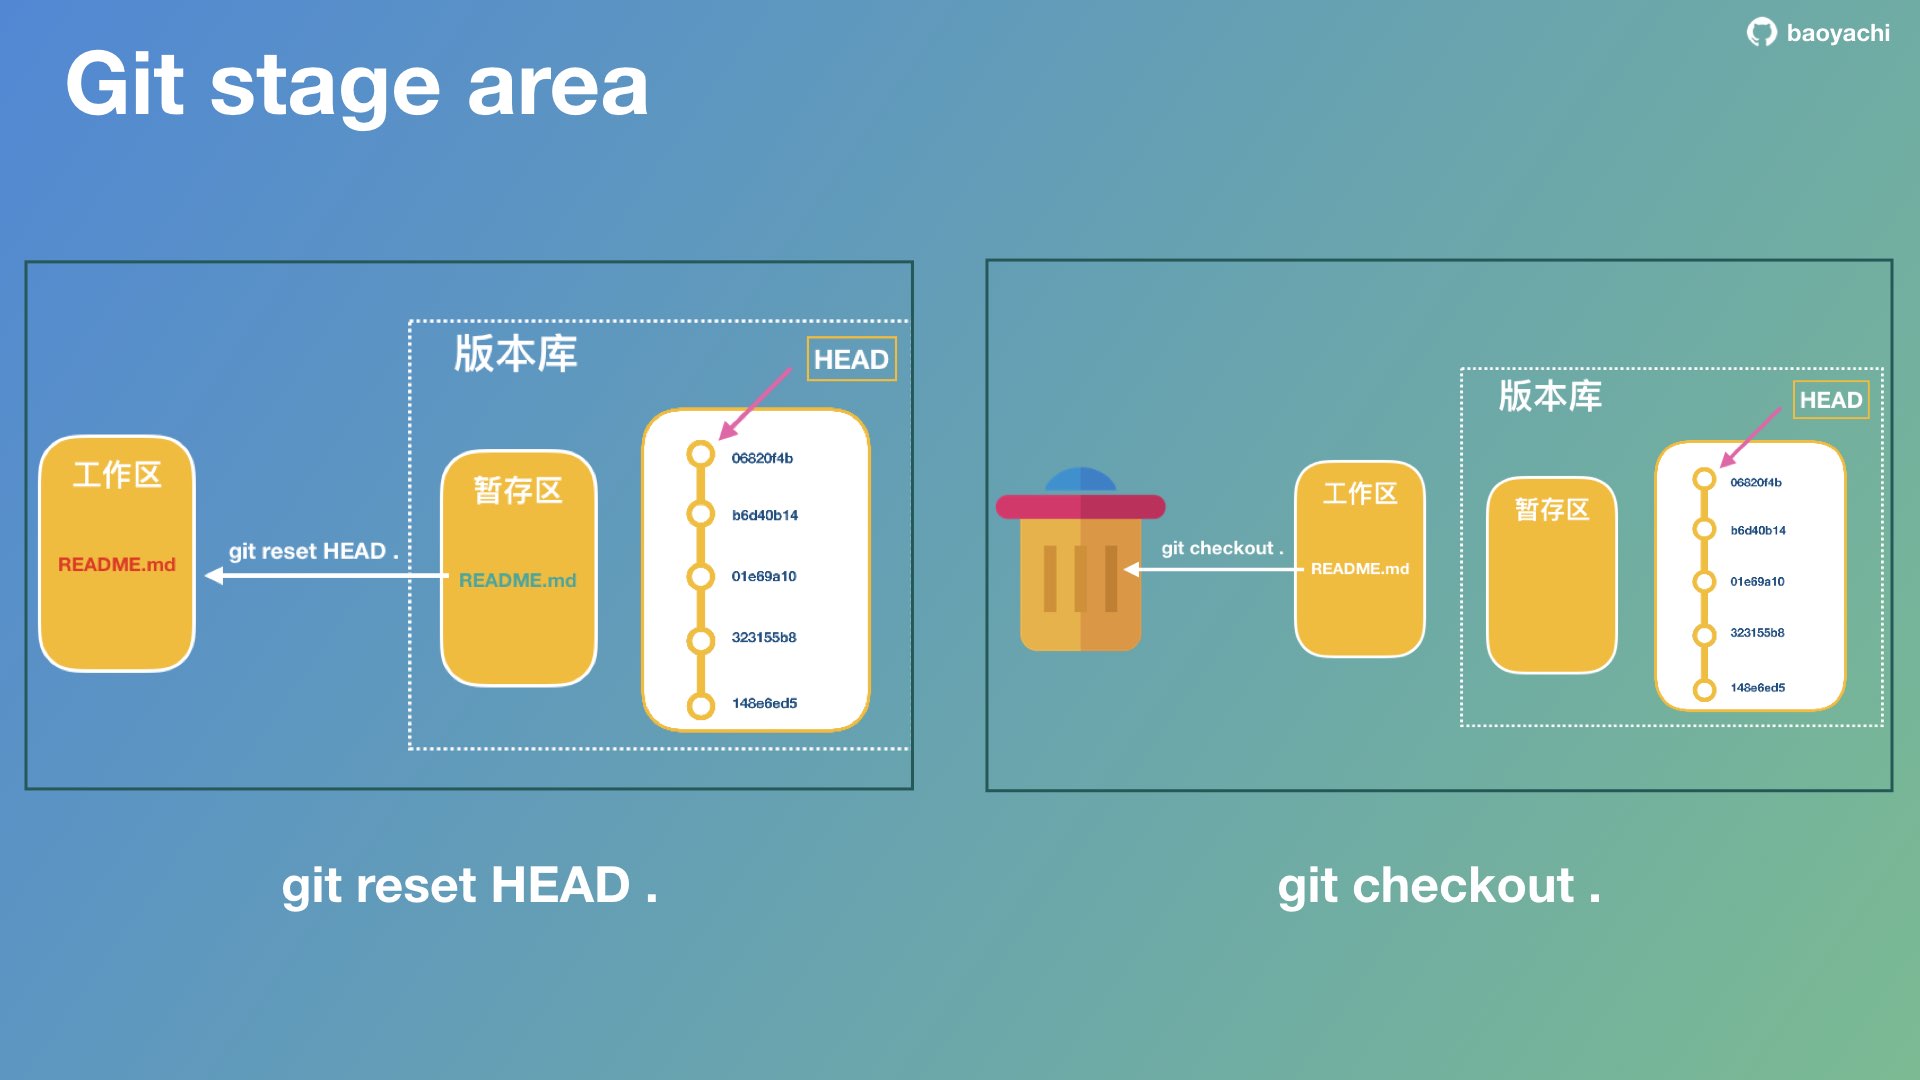 baoyachi
Git stage area
版本库
HEAD
工作区
README.md
git reset HEAD .
暂存区
README.md
06820f4b
b6d40b14
01e69a10
323155b8
148e6ed5
git reset HEAD .
版本库
HEAD
git checkout .
工作区
README.md
暂存区
06820f4b
b6d40b14
01e69a10
323155b8
148e6ed5
git checkout .